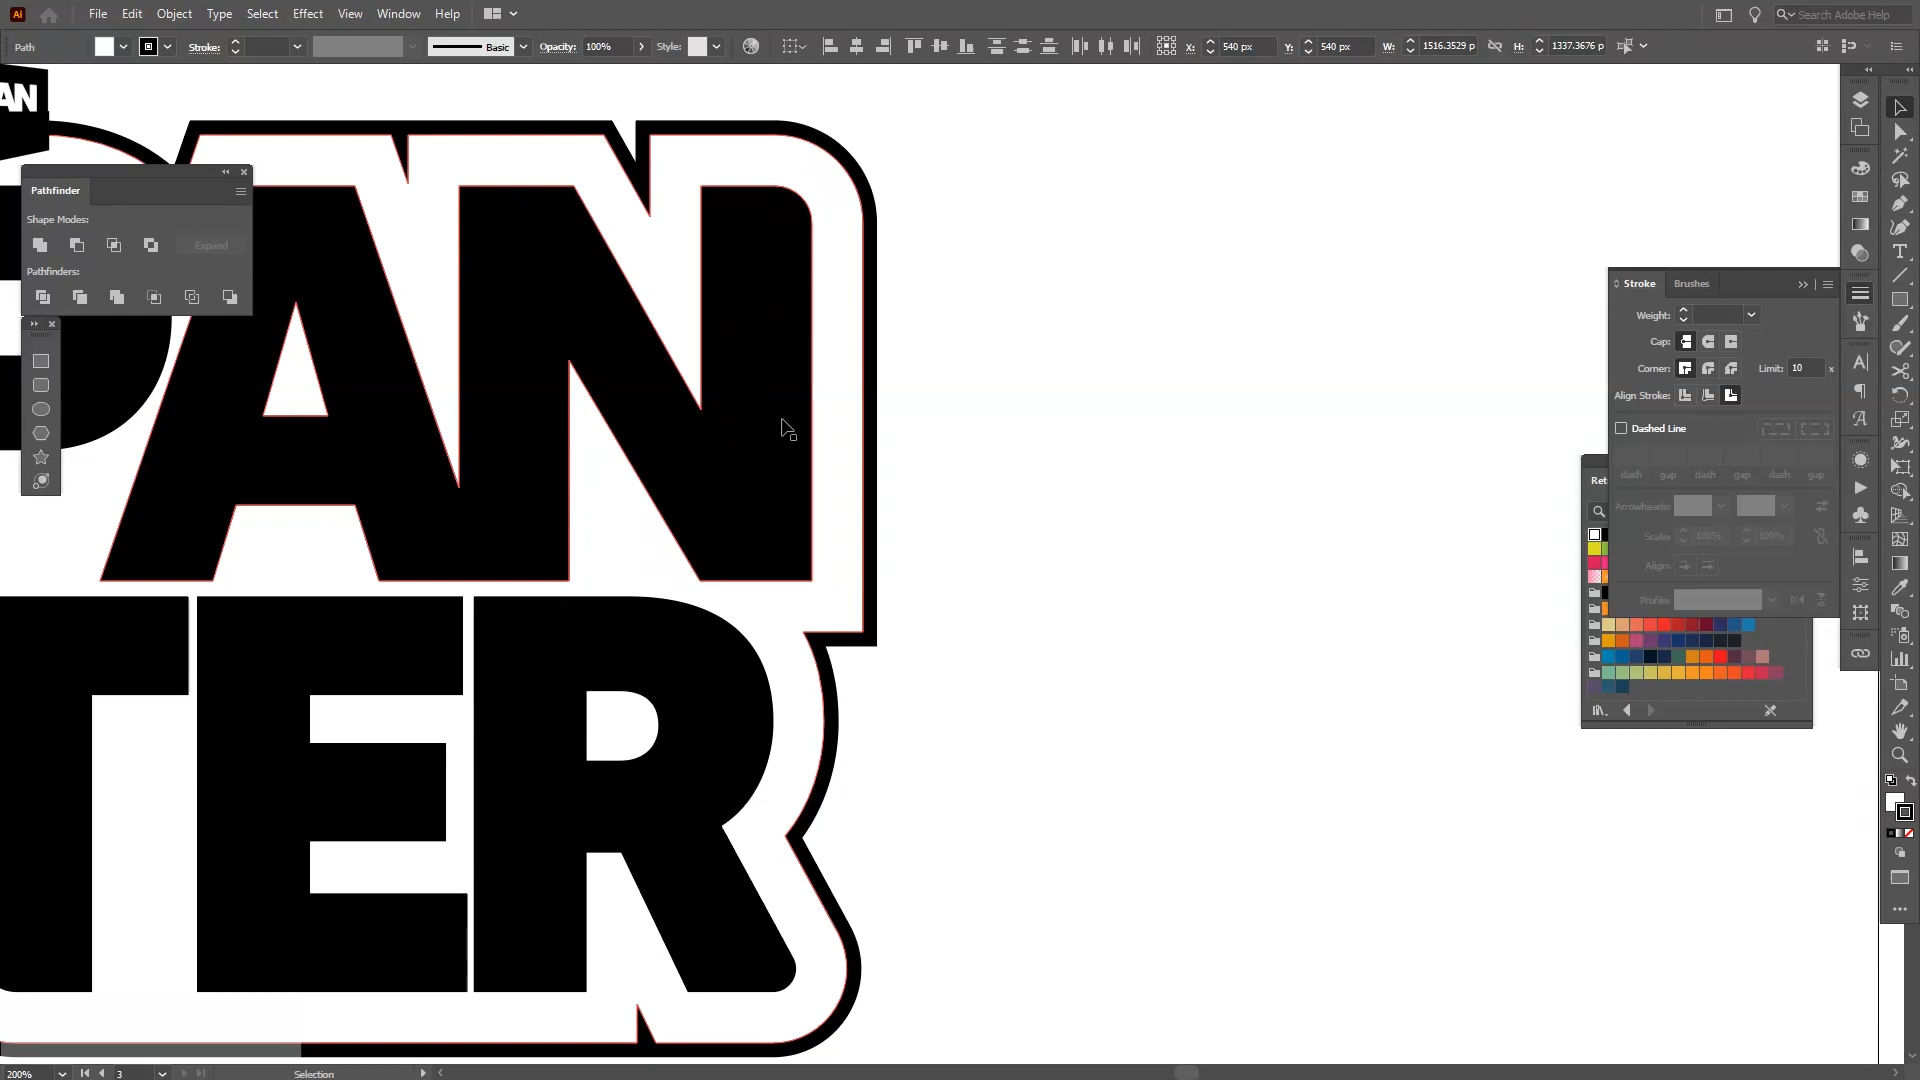 Ai File Edit Object Type Select Effect View Window Help Search Adobe Help
Path Stroke: Basic Opacity: 100% Style: X: 540 px Y: 540 px W: 1516.3529 p H: 1337.3676 p
AN
AN
Pathfinder
Shape Modes:
Expand
Pathfinders:
TER
Stroke Brushes
Weight:
Cap:
Corner: Limit: 10 x
Align Stroke:
Dashed Line
dash gap dash gap dash gap
Arrowheads:
Scale: 100% 100%
Align:
Profile:
Ret
200% 3 Selection